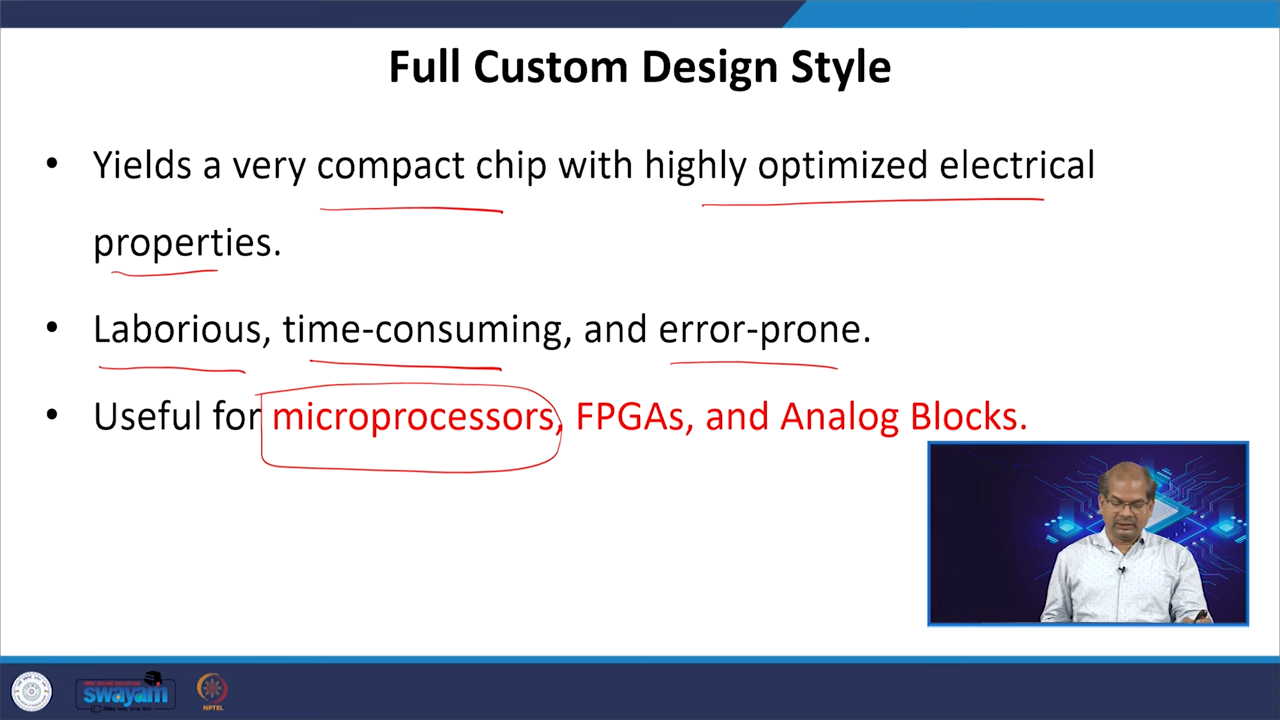 Full Custom Design Style
• Yields a very compact chip with highly optimized electrical
properties.
• Laborious, time-consuming, and error-prone.
• Useful for microprocessors, FPGAs, and Analog Blocks.
swayam
NPTEL